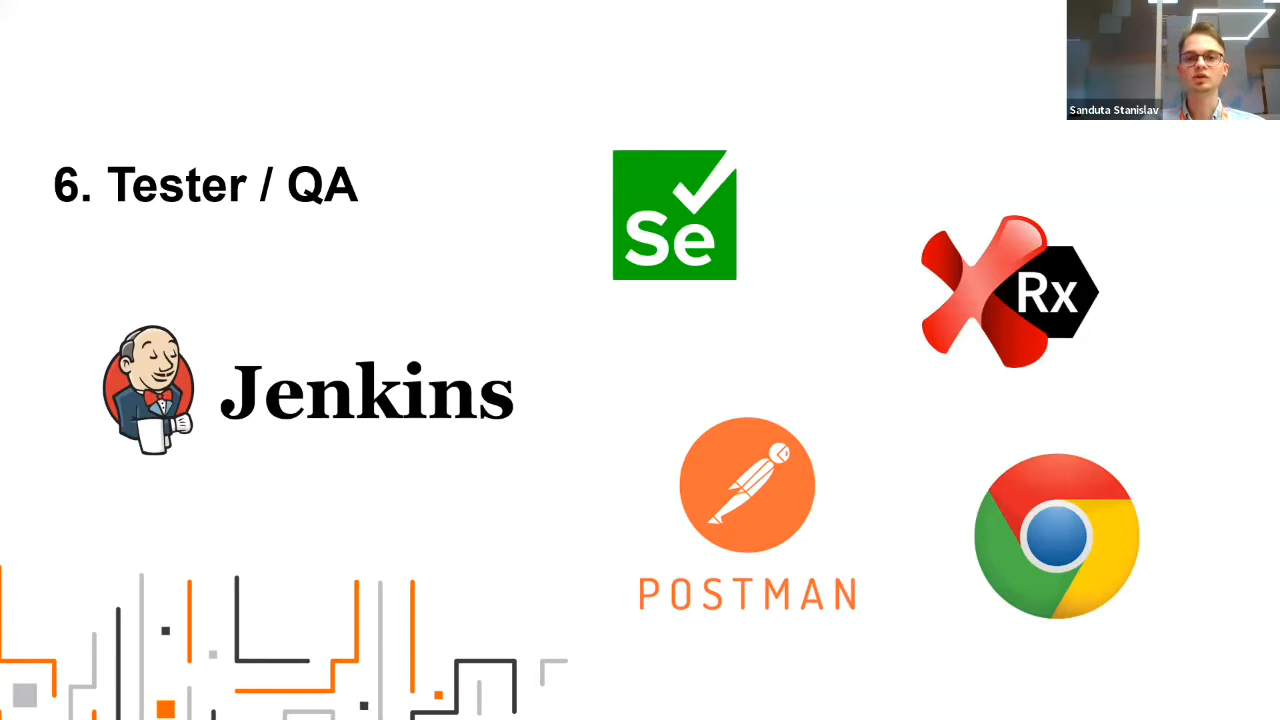 Sanduta Stanislav
6. Tester / QA
Se
Rx
Jenkins
POSTMAN